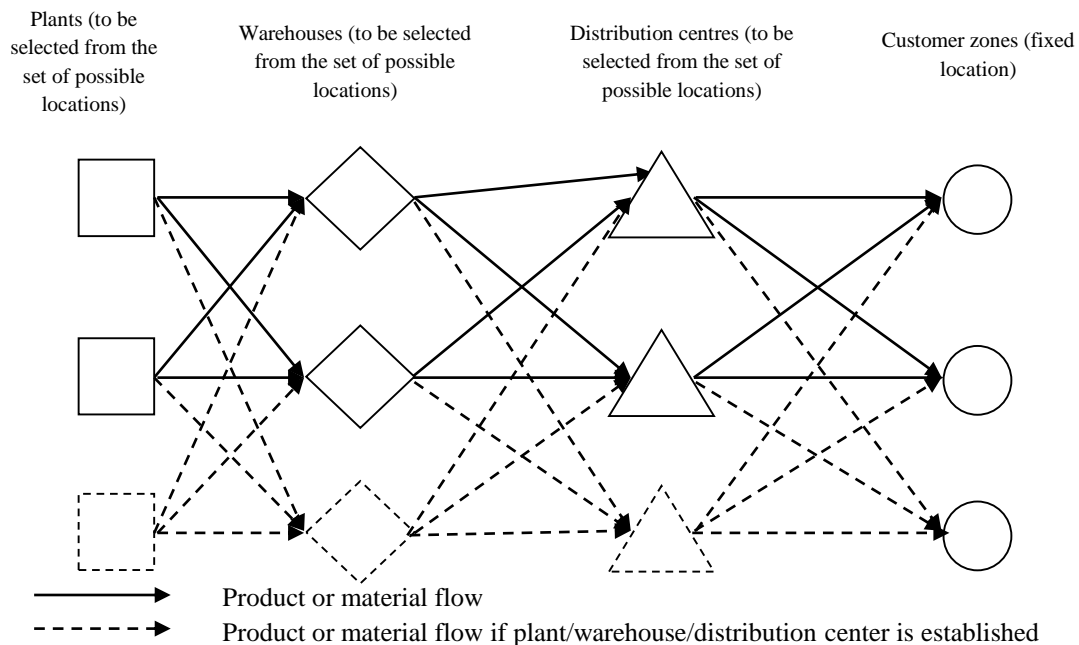 Plants (to be
selected from the
set of possible
locations)
Warehouses (to be selected
from the set of possible
locations)
Distribution centres (to be
selected from the set of
possible locations)
Customer zones (fixed
location)
Product or material flow
Product or material flow if plant/warehouse/distribution center is established